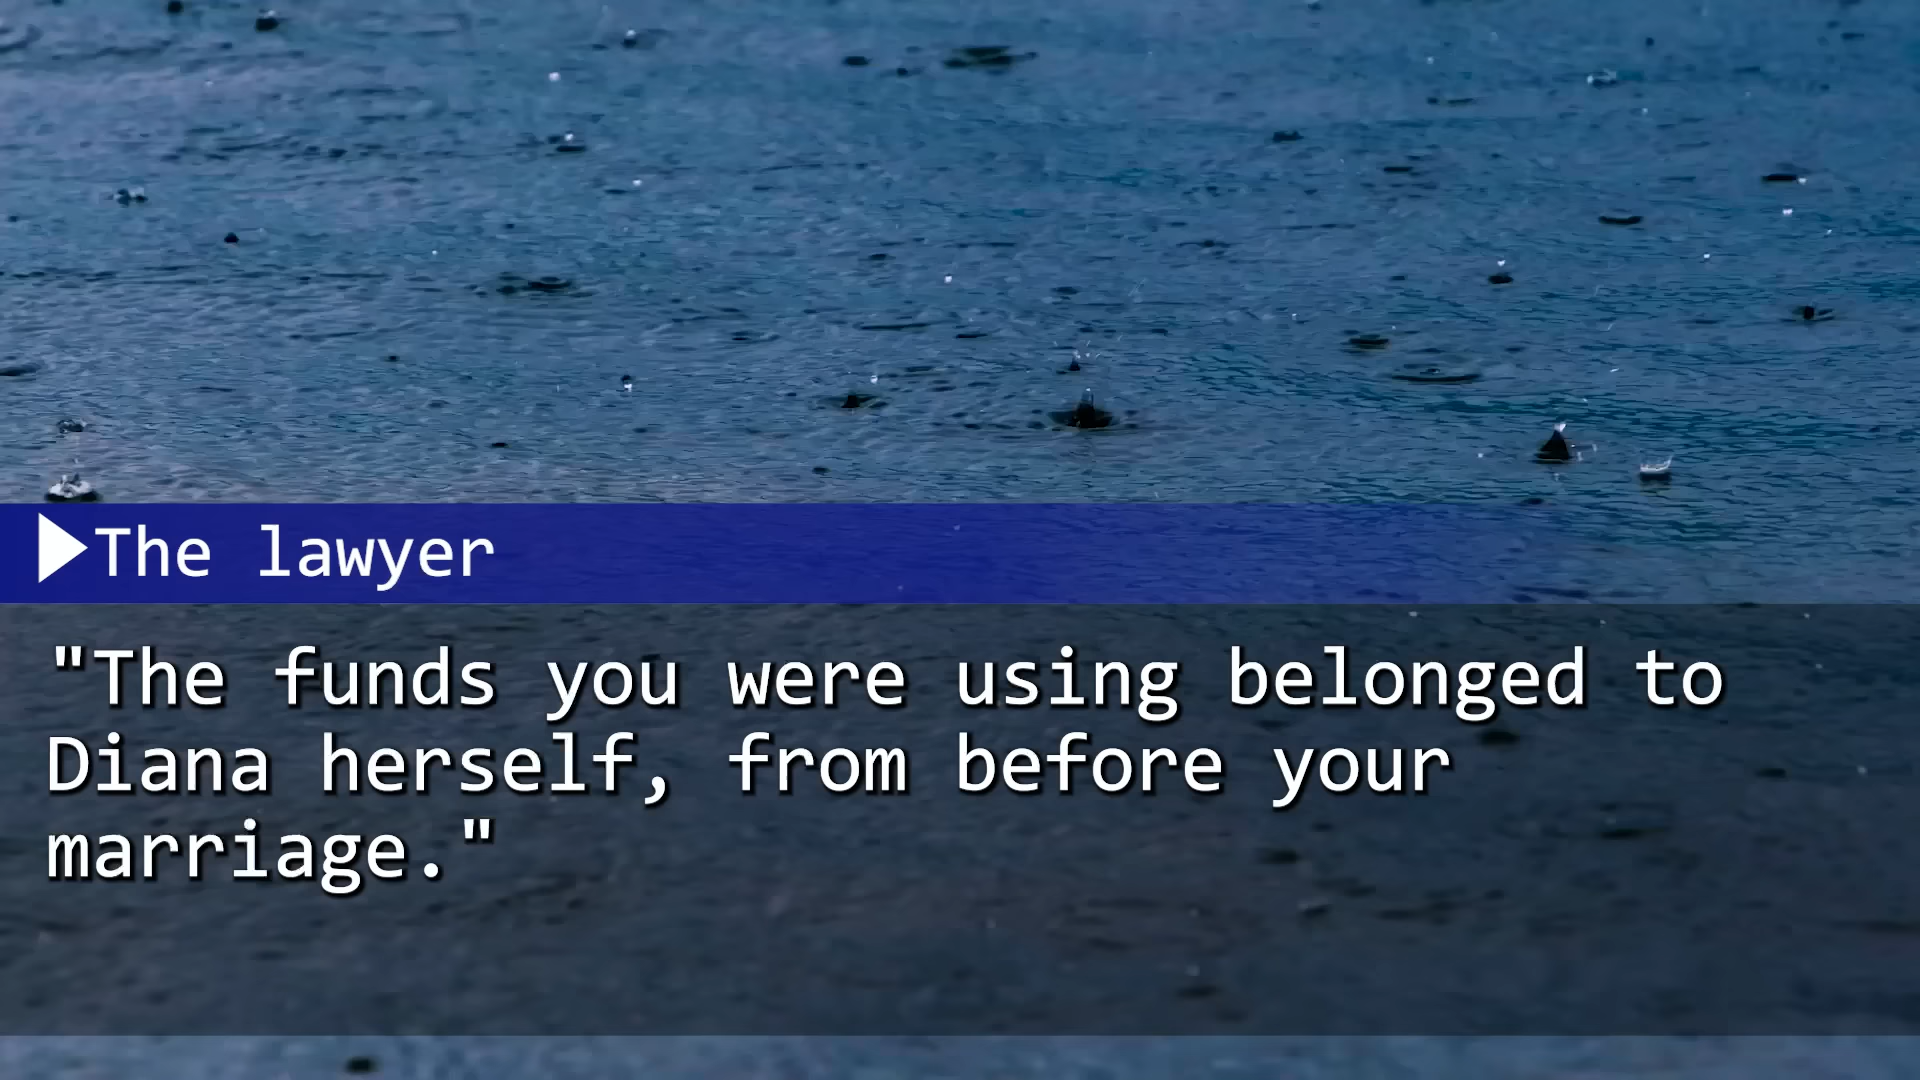 The lawyer
"The funds you were using belonged to
Diana herself, from before your
marriage."